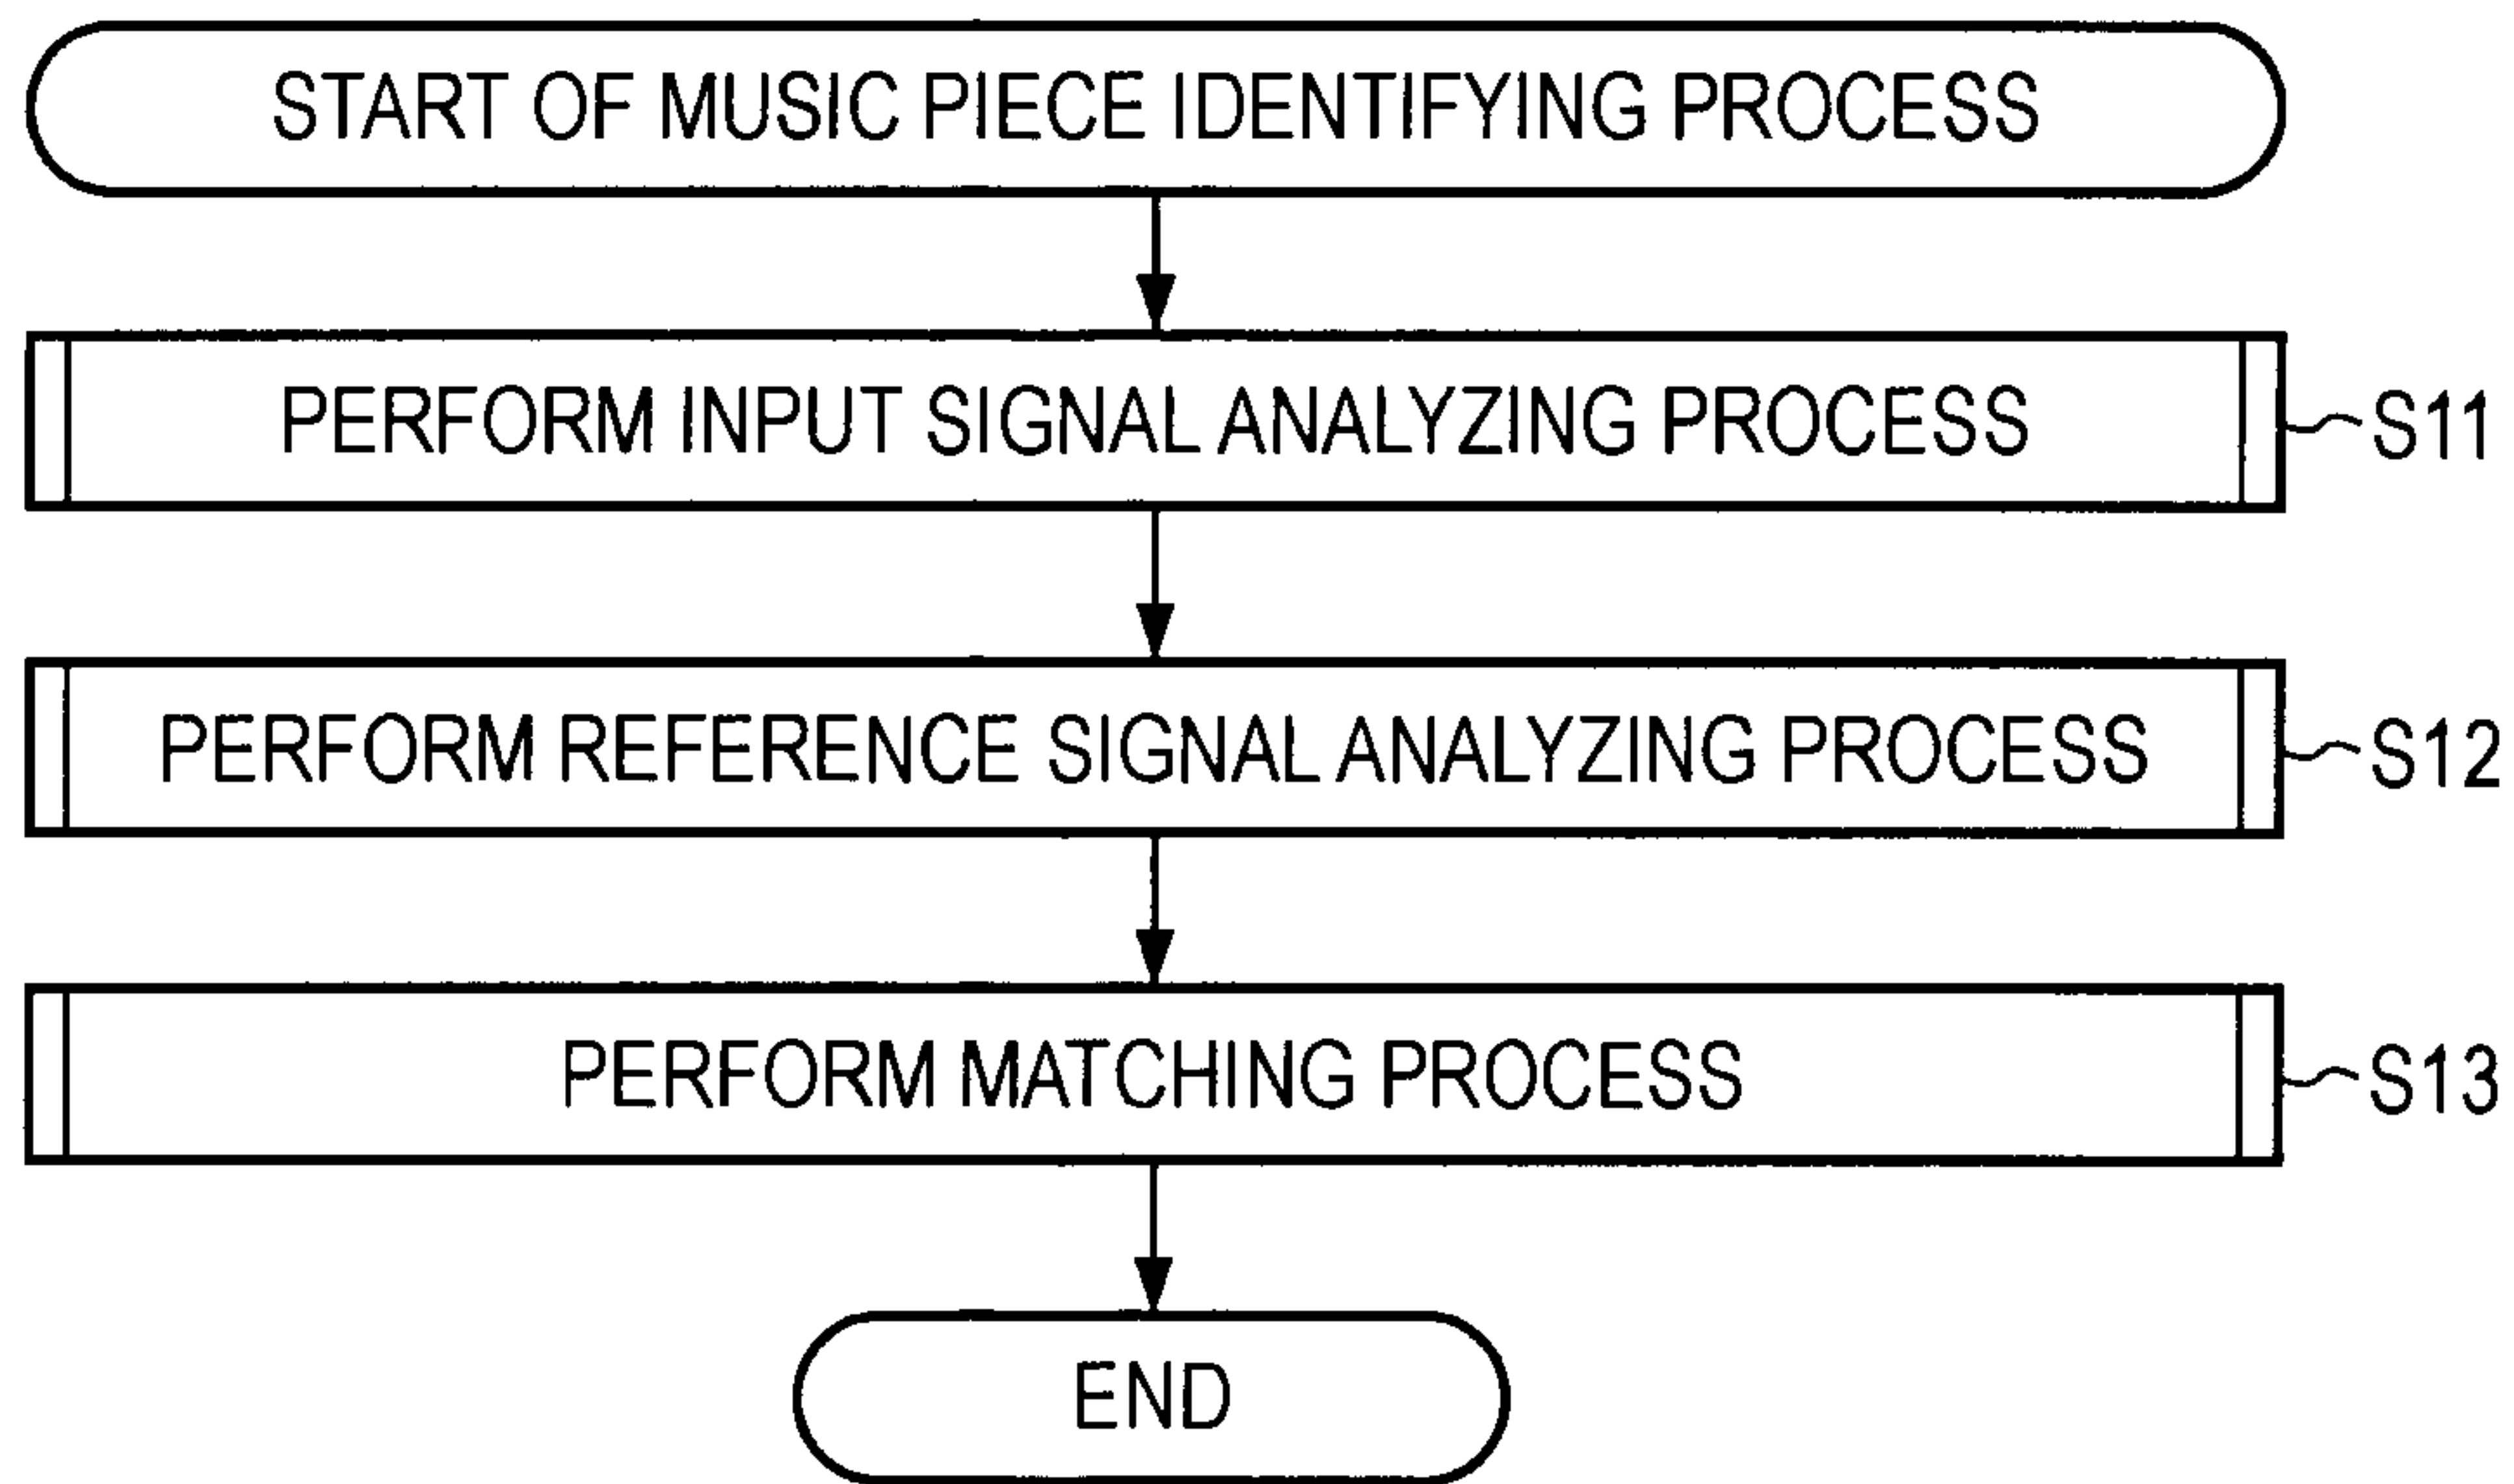 START OF MUSIC PIECE IDENTIFYING PROCESS
PERFORM INPUT SIGNAL ANALYZING PROCESS
S11
PERFORM REFERENCE SIGNAL ANALYZING PROCESS
S12
PERFORM MATCHING PROCESS
S13
END